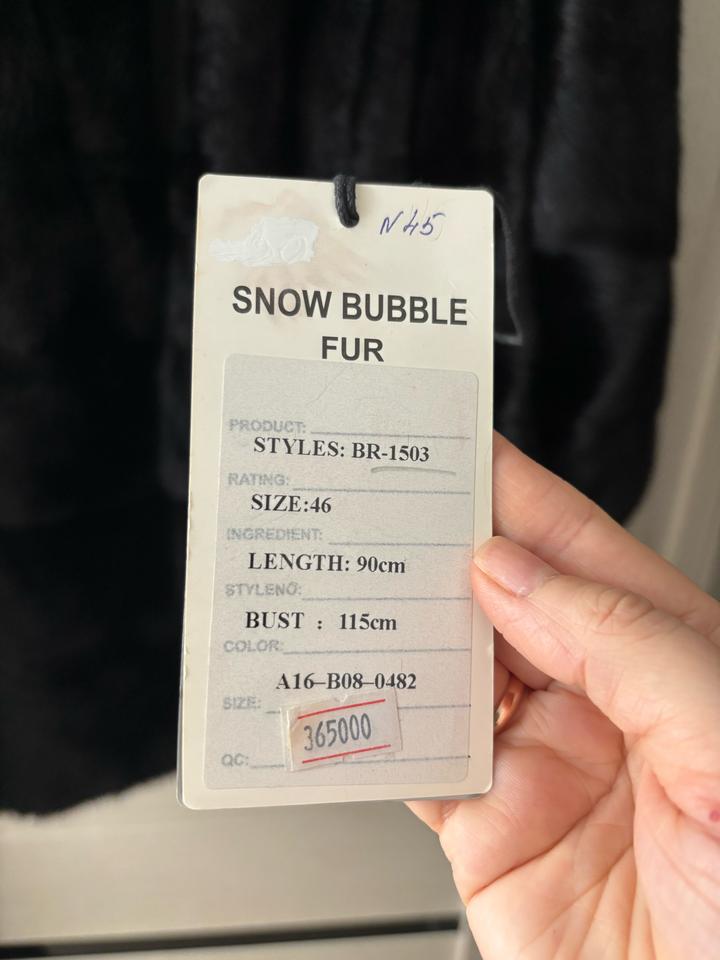 N45
SNOW BUBBLE
FUR
PRODUCT:
STYLES: BR-1503
RATING:
SIZE:46
INGREDIENT:
LENGTH: 90cm
STYLENO:
BUST : 115cm
COLOR:
A16-B08-0482
SIZE:
365000
QC: